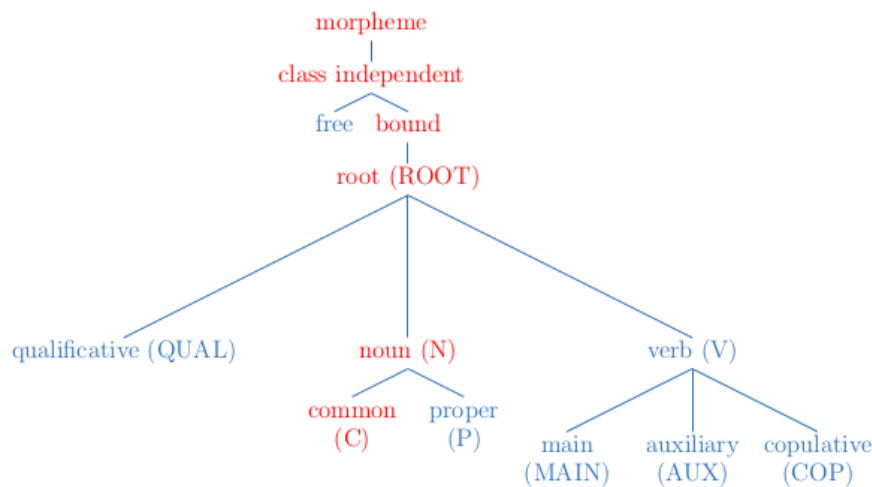 morpheme
class independent
free bound
root (ROOT)
qualificative (QUAL) noun (N) verb (V)
common proper
(C) (P)
main auxiliary copulative
(MAIN) (AUX) (COP)